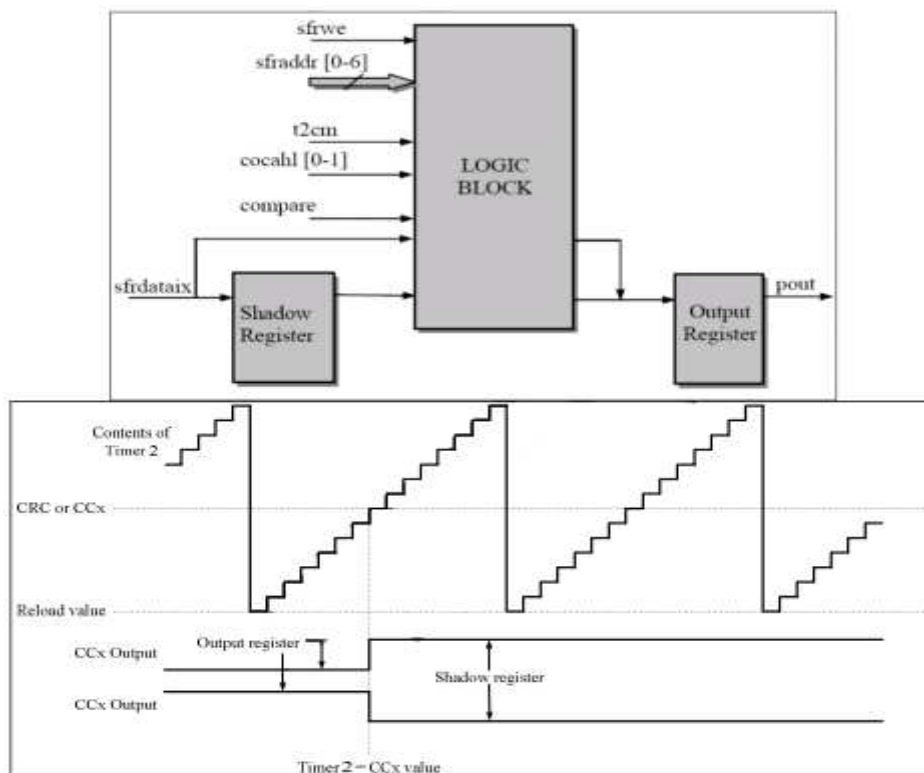 sfrwe
sfraddr [0-6]
t2cm
cocahl [0-1]
compare
LOGIC
BLOCK
sfrdataix
Shadow
Register
Output
Register
pout
Contents of
Timer 2
CRC or CCx
Reload value
Output register
CCx Output
Shadow register
CCx Output
Timer 2 = CCx value